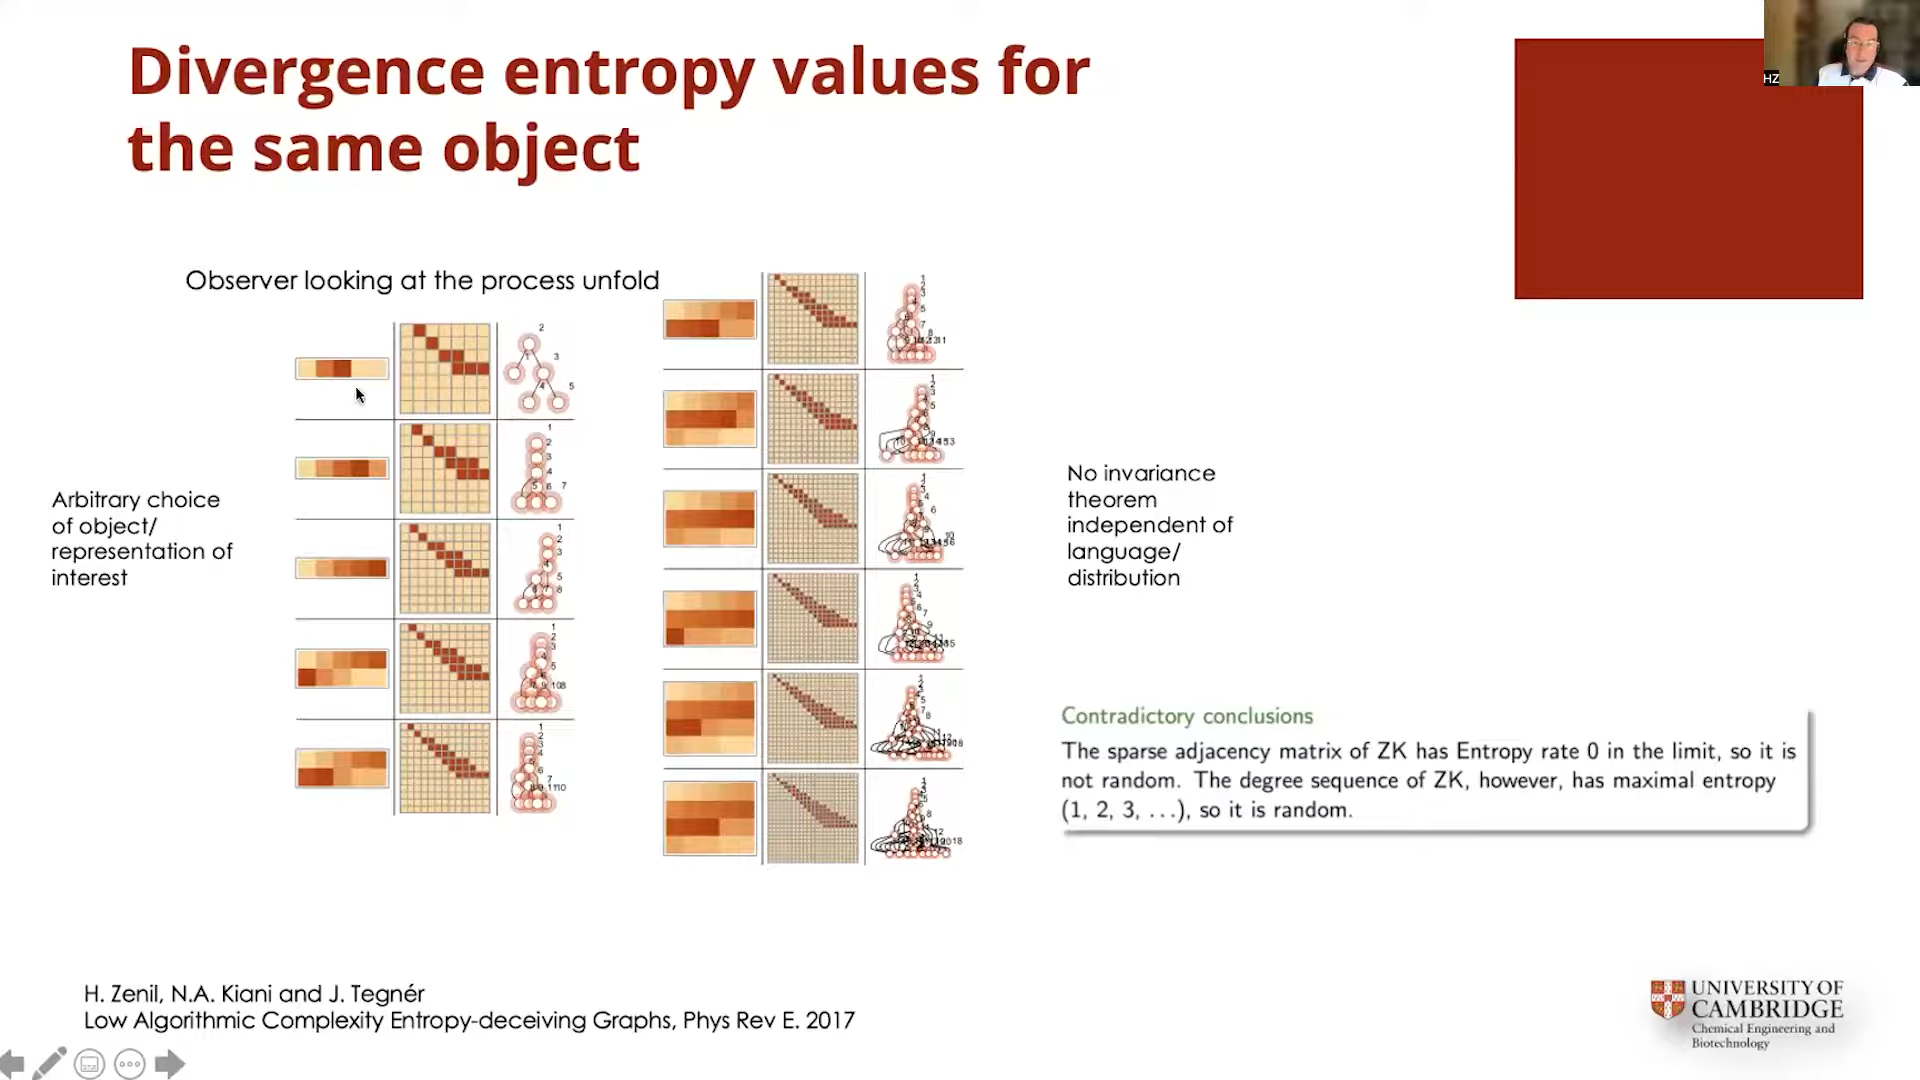 Divergence entropy values for
the same object
HZ
Observer looking at the process unfold
Arbitrary choice
of object/
representation of
interest
No invariance
theorem
independent of
language/
distribution
Contradictory conclusions
The sparse adjacency matrix of ZK has Entropy rate 0 in the limit, so it is
not random. The degree sequence of ZK, however, has maximal entropy
(1, 2, 3, ...), so it is random.
H. Zenil, N.A. Kiani and J. Tegnér
Low Algorithmic Complexity Entropy-deceiving Graphs, Phys Rev E. 2017
UNIVERSITY OF
CAMBRIDGE
Chemical Engineering and
Biotechnology